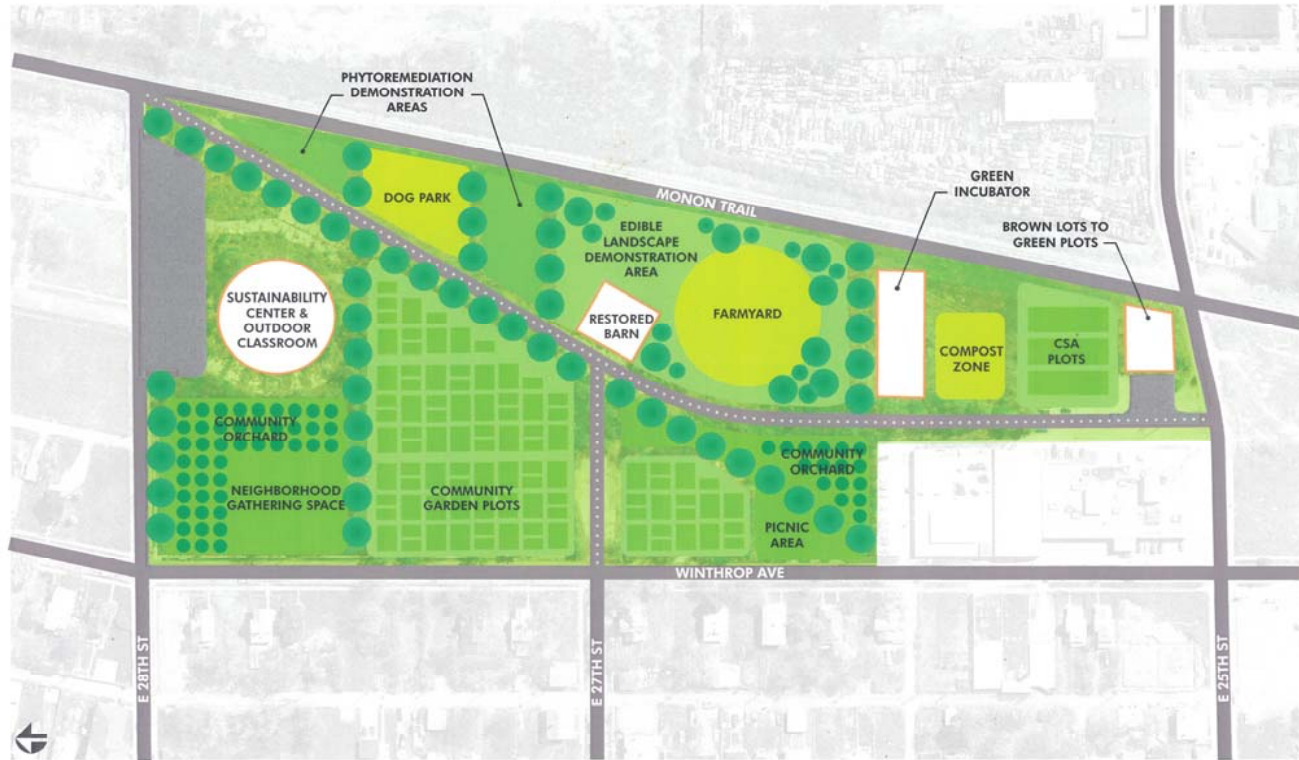 PHYTOREMEDIATION
DEMONSTRATION
AREAS
DOG PARK
MONON TRAIL
GREEN
INCUBATOR
BROWN LOTS TO
GREEN PLOTS
EDIBLE
LANDSCAPE
DEMONSTRATION
AREA
SUSTAINABILITY
CENTER &
OUTDOOR
CLASSROOM
RESTORED
BARN
FARMYARD
COMPOST
ZONE
CSA
PLOTS
COMMUNITY
ORCHARD
NEIGHBORHOOD
GATHERING SPACE
COMMUNITY
GARDEN PLOTS
COMMUNITY
ORCHARD
PICNIC
AREA
WINTHROP AVE
E 28TH ST
E 27TH ST
E 25TH ST